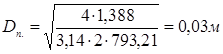 Dп. = √(4·1,388 / 3,14·2·793,21) = 0,03м